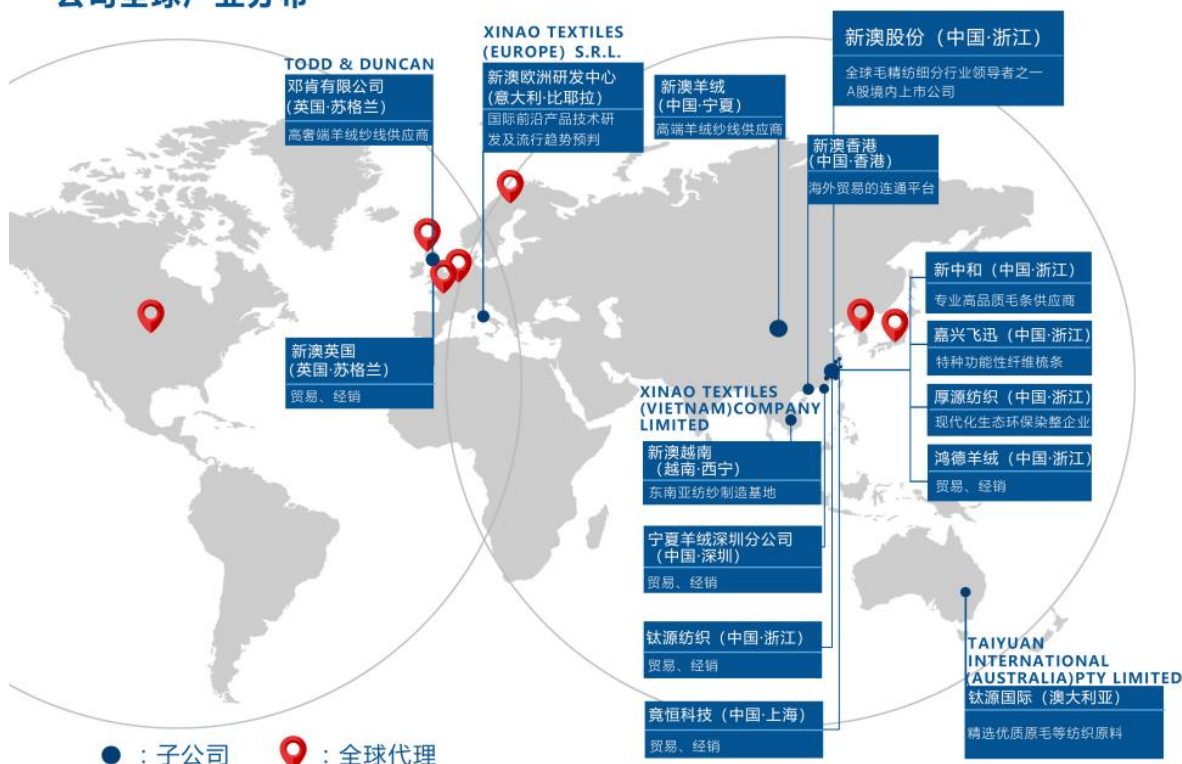 公司全球产业分布
TODD & DUNCAN
邓肯有限公司
(英国·苏格兰)
高奢端羊绒纱线供应商
XINAO TEXTILES
(EUROPE) S.R.L.
新澳欧洲研发中心
(意大利·比耶拉)
国际前沿产品技术研
发及流行趋势预判
新澳羊绒
(中国·宁夏)
高端羊绒纱线供应商
新澳股份（中国·浙江）
全球毛精纺细分行业领导者之一
A股境内上市公司
新澳香港
(中国·香港)
海外贸易的连通平台
新中和（中国·浙江）
专业高品质毛条供应商
嘉兴飞迅（中国·浙江）
特种功能性纤维梳条
厚源纺织（中国·浙江）
现代化生态环保染整企业
鸿德羊绒（中国·浙江）
贸易、经销
新澳英国
(英国·苏格兰)
贸易、经销
XINAO TEXTILES
(VIETNAM)COMPANY
LIMITED
新澳越南
（越南·西宁）
东南亚纺纱制造基地
宁夏羊绒深圳分公司
（中国·深圳）
贸易、经销
钛源纺织（中国·浙江）
贸易、经销
竟恒科技（中国·上海）
贸易、经销
TAIYUAN
INTERNATIONAL
(AUSTRALIA)PTY LIMITED
钛源国际（澳大利亚）
精选优质原毛等纺织原料
：子公司
：全球代理